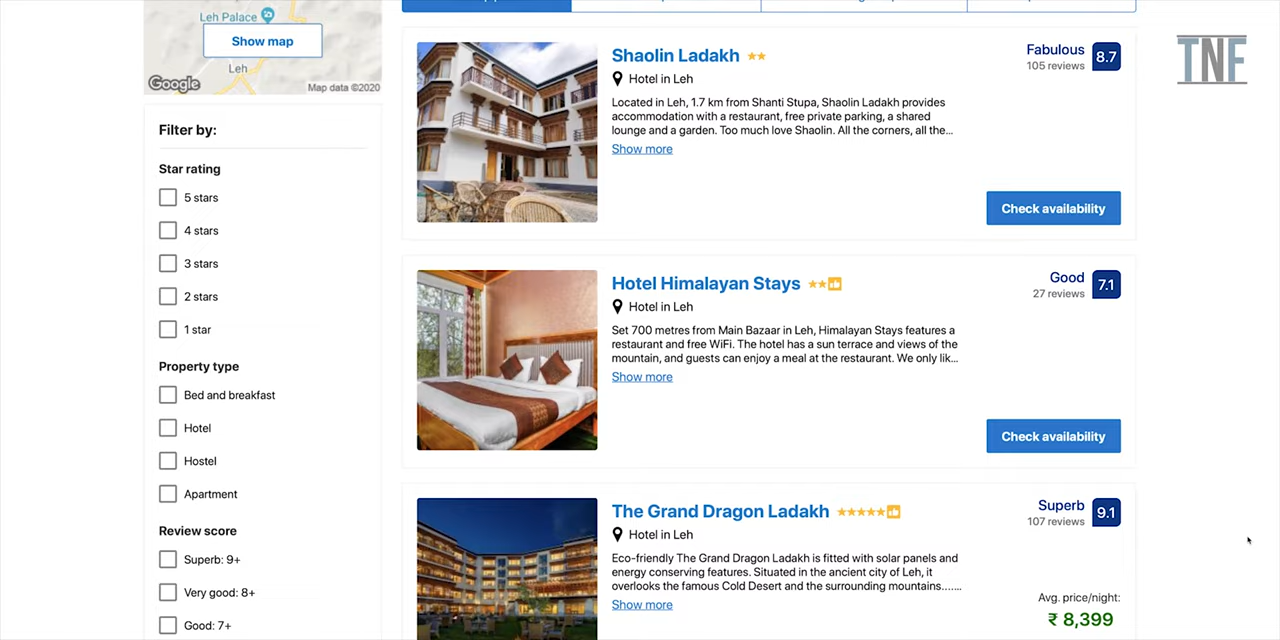 Leh Palace
Show map
Leh
Google
Map data ©2020
Filter by:
Star rating
5 stars
4 stars
3 stars
2 stars
1 star
Property type
Bed and breakfast
Hotel
Hostel
Apartment
Review score
Superb: 9+
Very good: 8+
Good: 7+
Shaolin Ladakh
Hotel in Leh
Located in Leh, 1.7 km from Shanti Stupa, Shaolin Ladakh provides
accommodation with a restaurant, free private parking, a shared
lounge and a garden. Too much love Shaolin. All the corners, all the...
Show more
Fabulous
105 reviews
8.7
Check availability
Hotel Himalayan Stays
Hotel in Leh
Set 700 metres from Main Bazaar in Leh, Himalayan Stays features a
restaurant and free WiFi. The hotel has a sun terrace and views of the
mountain, and guests can enjoy a meal at the restaurant. We only lik...
Show more
Good
27 reviews
7.1
Check availability
The Grand Dragon Ladakh
Hotel in Leh
Eco-friendly The Grand Dragon Ladakh is fitted with solar panels and
energy conserving features. Situated in the ancient city of Leh, it
overlooks the famous Cold Desert and the surrounding mountains......
Show more
Superb
107 reviews
9.1
Avg. price/night:
₹ 8,399
TNF